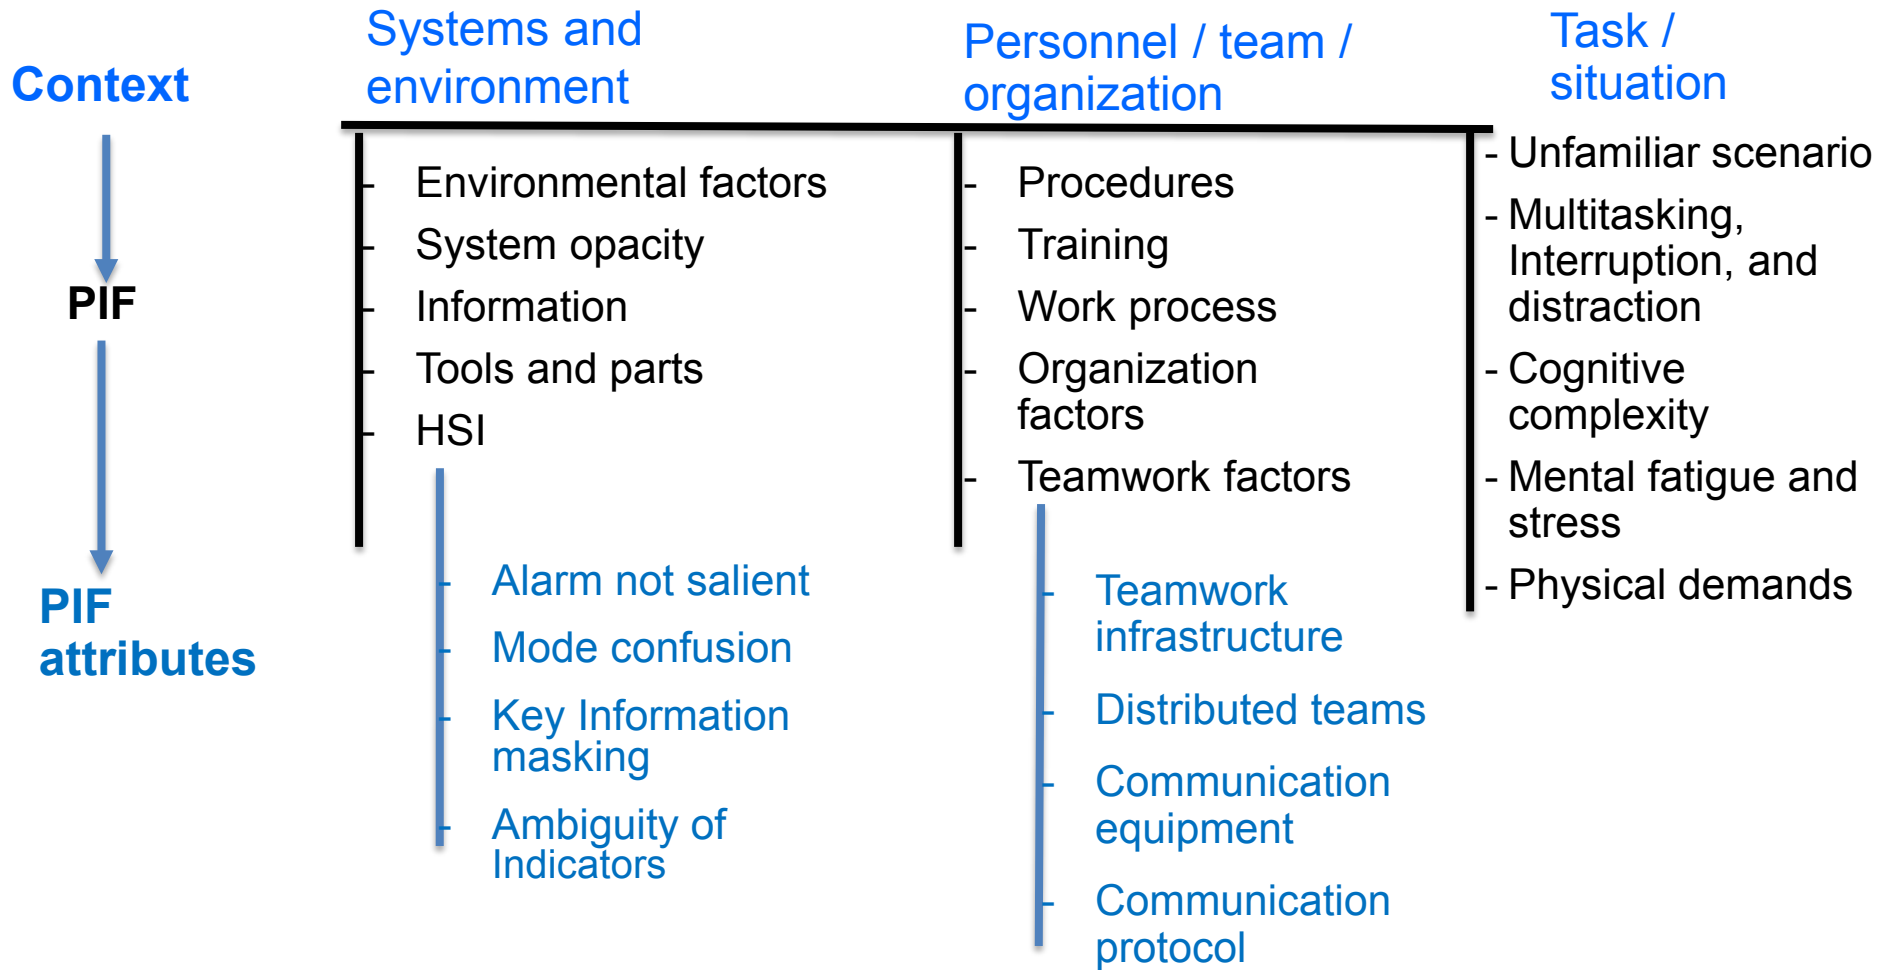 Context
PIF
PIF
attributes
Systems and
environment
- Environmental factors
- System opacity
- Information
- Tools and parts
- HSI
- Alarm not salient
- Mode confusion
- Key Information
masking
- Ambiguity of
Indicators
Personnel / team /
organization
- Procedures
- Training
- Work process
- Organization
factors
- Teamwork factors
- Teamwork
infrastructure
- Distributed teams
- Communication
equipment
- Communication
protocol
Task /
situation
- Unfamiliar scenario
- Multitasking,
Interruption, and
distraction
- Cognitive
complexity
- Mental fatigue and
stress
- Physical demands